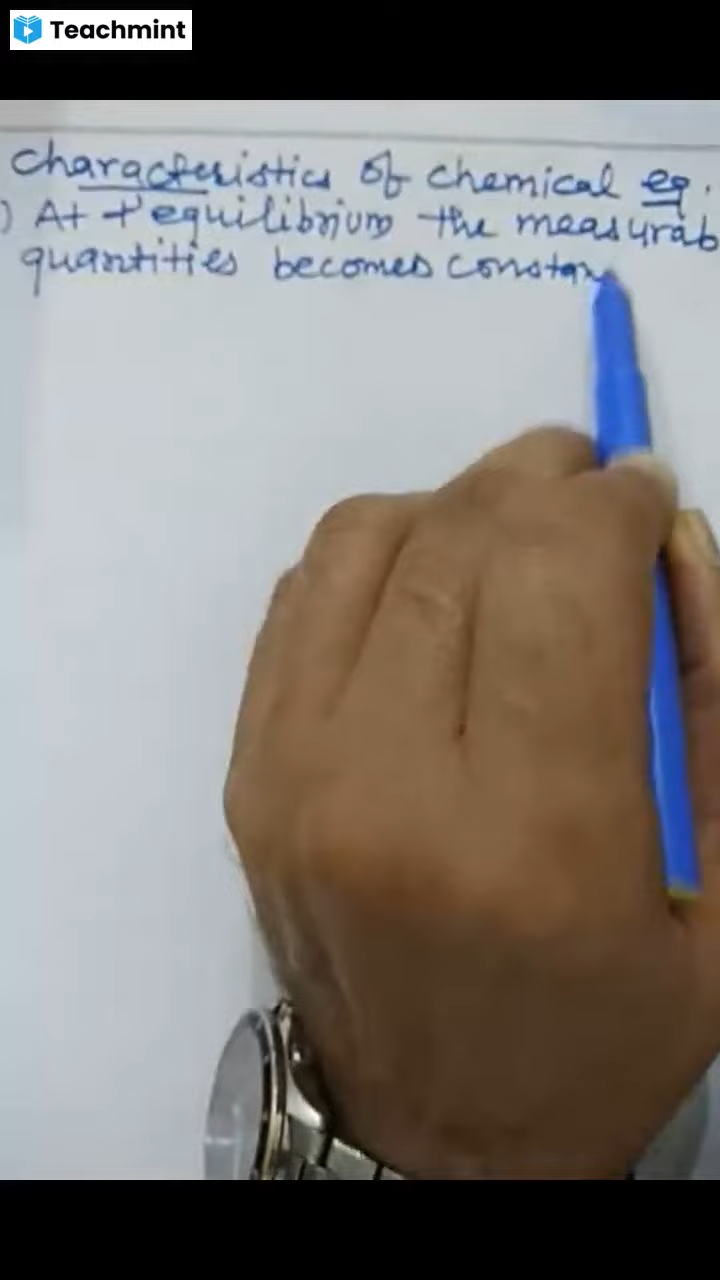 Teachmint
Characteristics of chemical eq.
) At t'equilibrium the measurab
quantities becomes constan